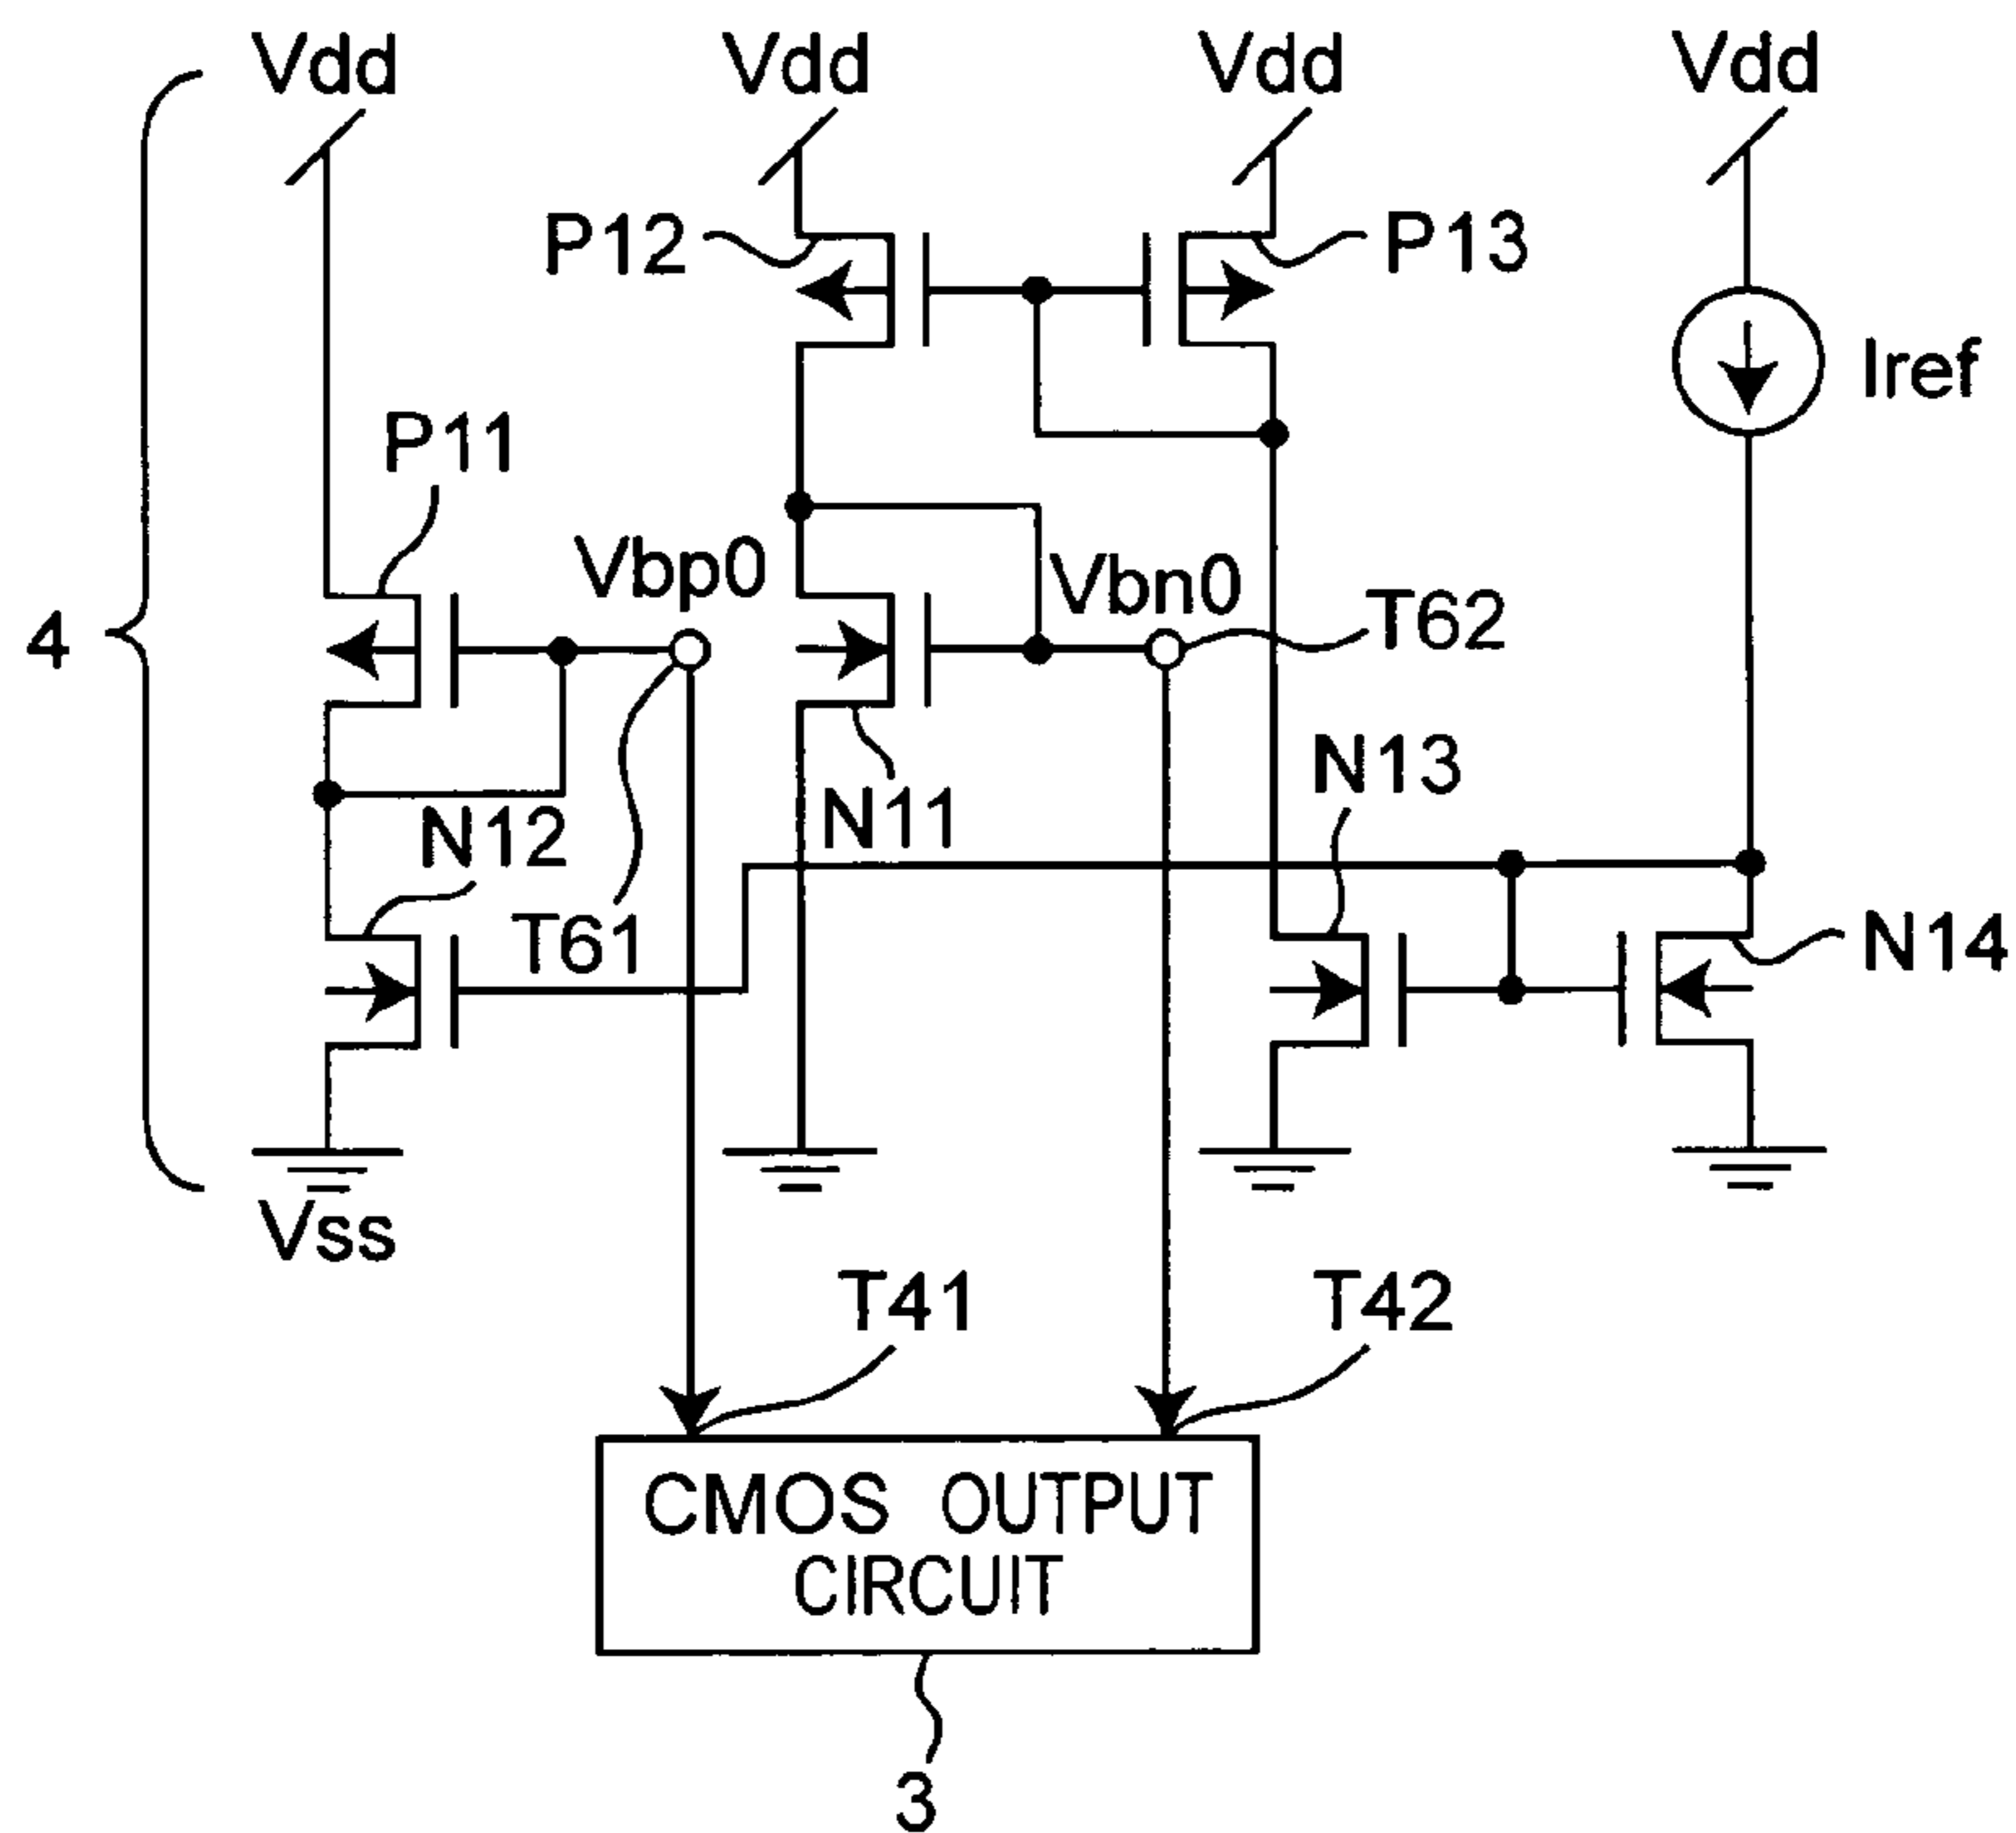 Vdd Vdd Vdd Vdd
P12 P13
Iref
P11
Vbp0 Vbn0 T62
4
N13
N11
N12
T61 N14
Vss
T41 T42
CMOS OUTPUT
CIRCUIT
3